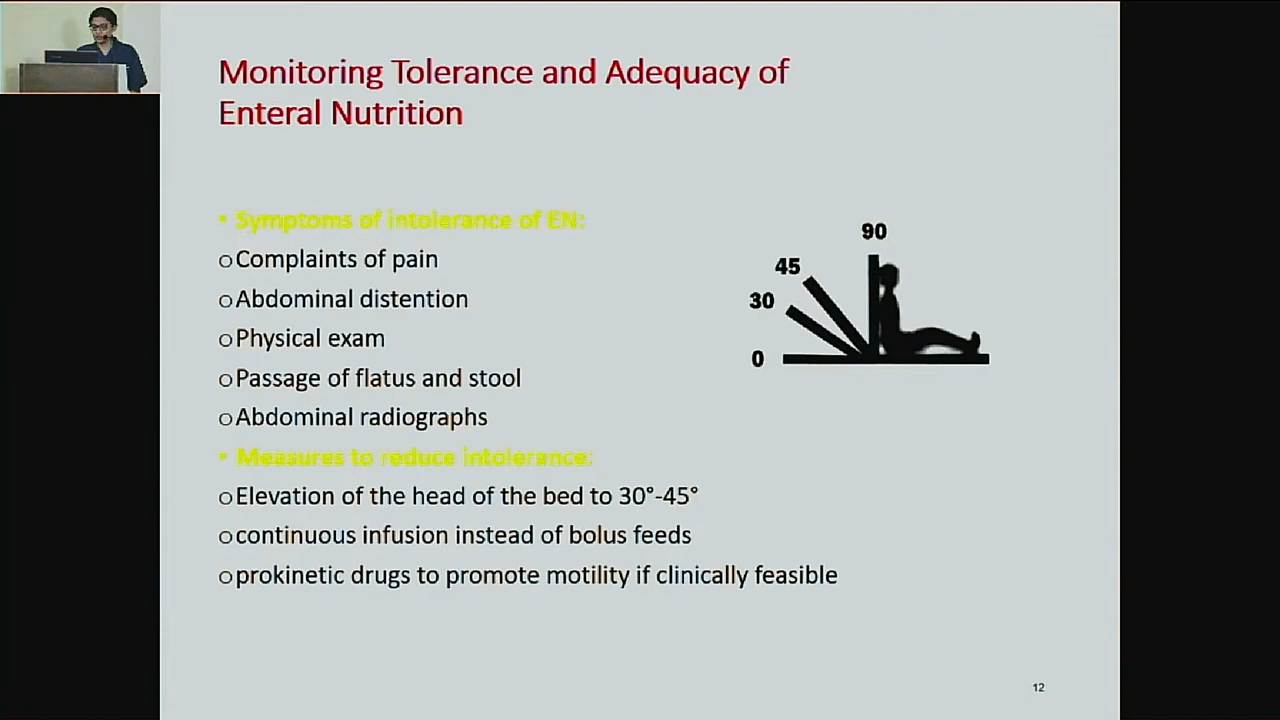 Monitoring Tolerance and Adequacy of
Enteral Nutrition
• Symptoms of intolerance of EN:
o Complaints of pain
o Abdominal distention
o Physical exam
o Passage of flatus and stool
o Abdominal radiographs
• Measures to reduce intolerance:
o Elevation of the head of the bed to 30°-45°
o continuous infusion instead of bolus feeds
o prokinetic drugs to promote motility if clinically feasible
90
45
30
0
12